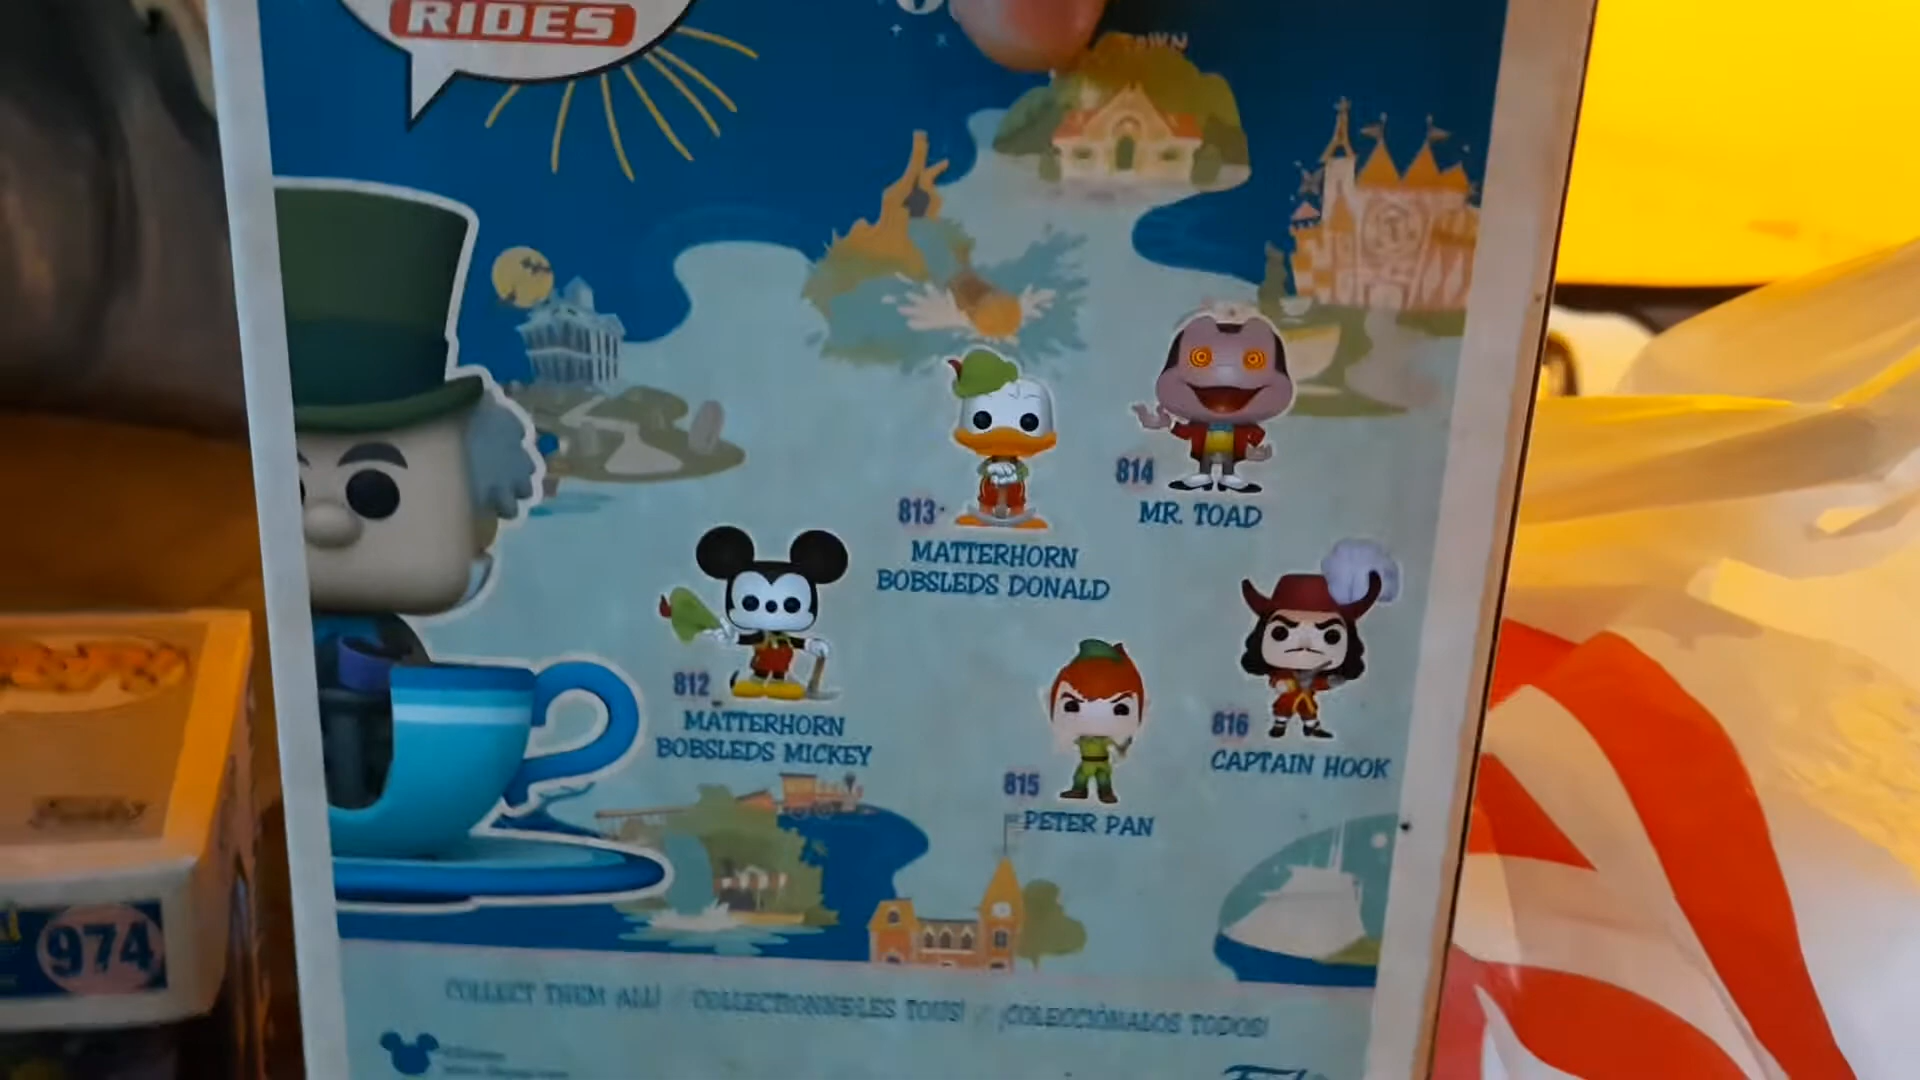 RIDES
TOWN
814
MR. TOAD
813
MATTERHORN
BOBSLEDS DONALD
812
MATTERHORN
BOBSLEDS MICKEY
816
CAPTAIN HOOK
815
PETER PAN
974
COLLECT THEM ALL! / COLLECTIONNE-LES TOUS! / ¡COLECCIÓNALOS TODOS!